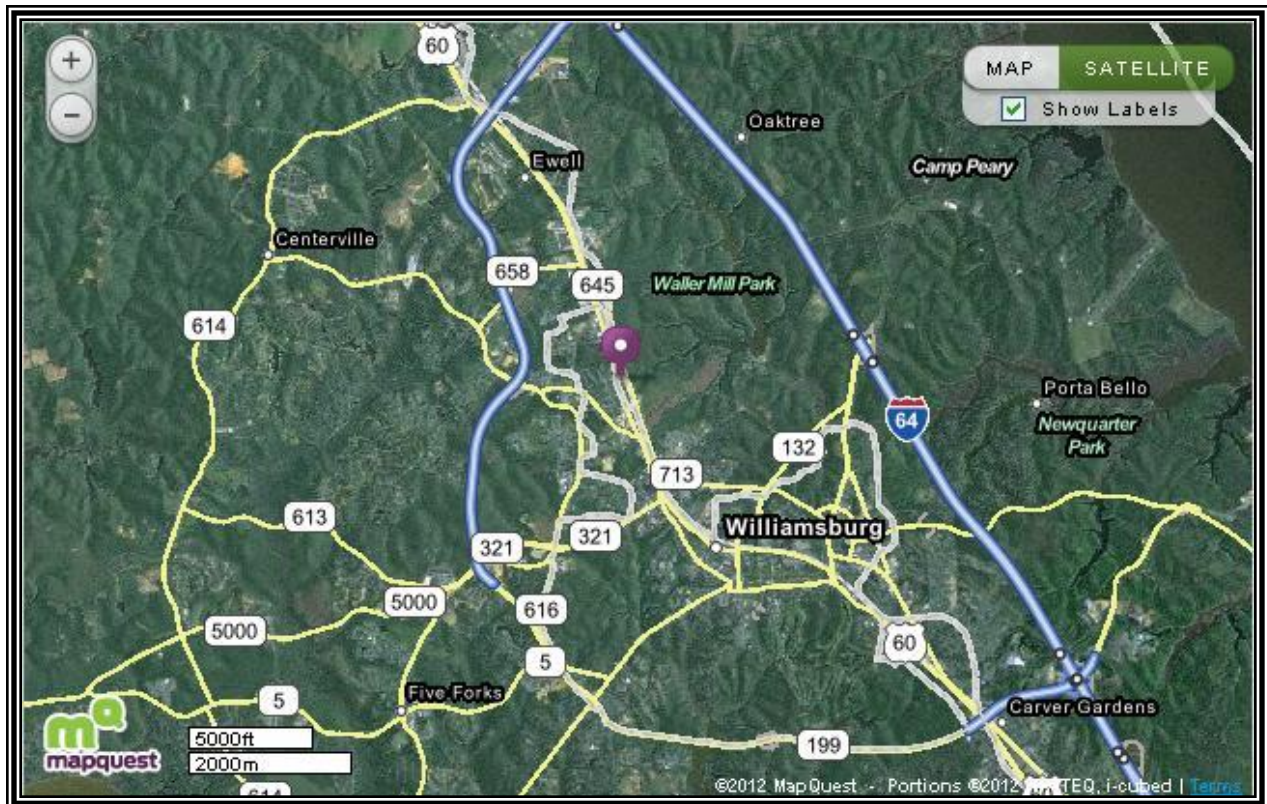 60
+
MAP
SATELLITE
−
Show Labels
Oaktree
Ewell
Camp Peary
Centerville
658
645
Waller Mill Park
614
Porta Bello
64
Newquarter
Park
132
713
613
Williamsburg
321
321
5000
616
5000
60
5
5
Five Forks
Carver Gardens
mapquest
5000ft
2000m
199
©2012 MapQuest - Portions ©2012 i-cubed | Terms
614